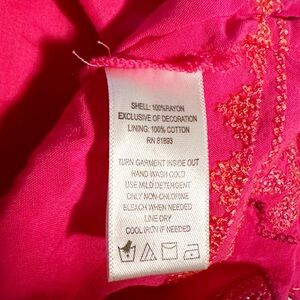 SHELL: 100%RAYON
EXCLUSIVE OF DECORATION
LINING: 100% COTTON
RN 81893
TURN GARMENT INSIDE OUT
HAND WASH COLD
USE MILD DETERGENT
ONLY NON-CHLORINE
BLEACH WHEN NEEDED
LINE DRY
COOL IRON IF NEEDED